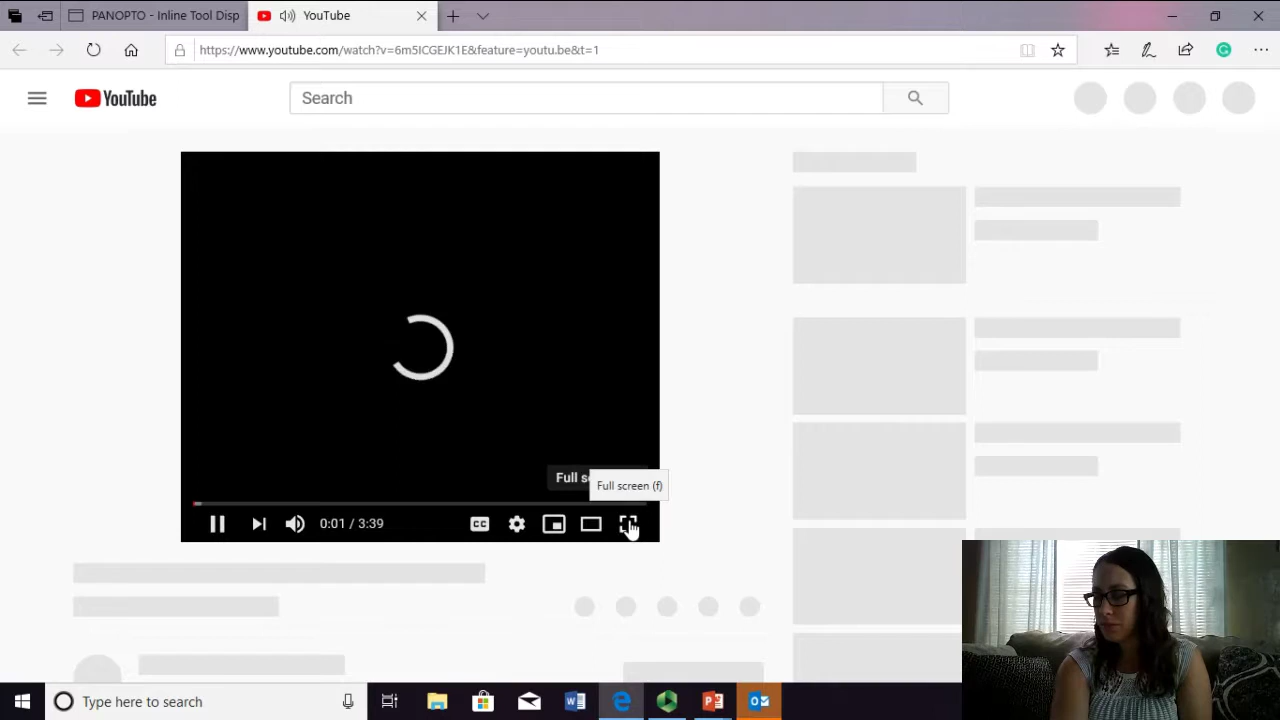 PANOPTO - Inline Tool Disp
YouTube
https://www.youtube.com/watch?v=6m5ICGEJK1E&feature=youtu.be&t=1
YouTube
Search
Full s
Full screen (f)
0:01 / 3:39
CC
Type here to search